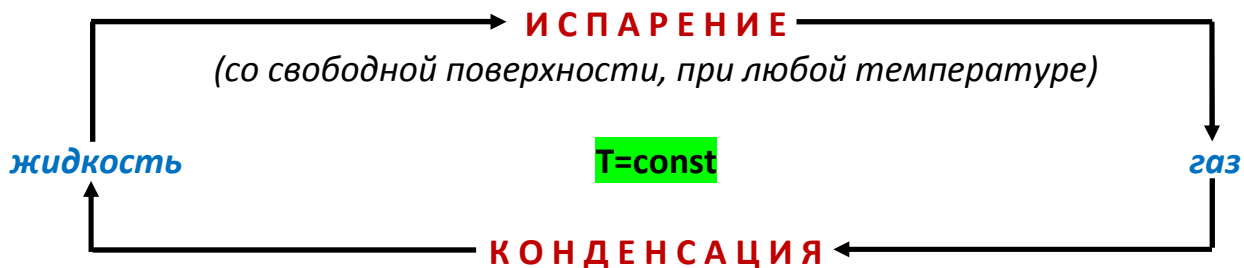 ИСПАРЕНИЕ
(со свободной поверхности, при любой температуре)
жидкость T=const газ
КОНДЕНСАЦИЯ